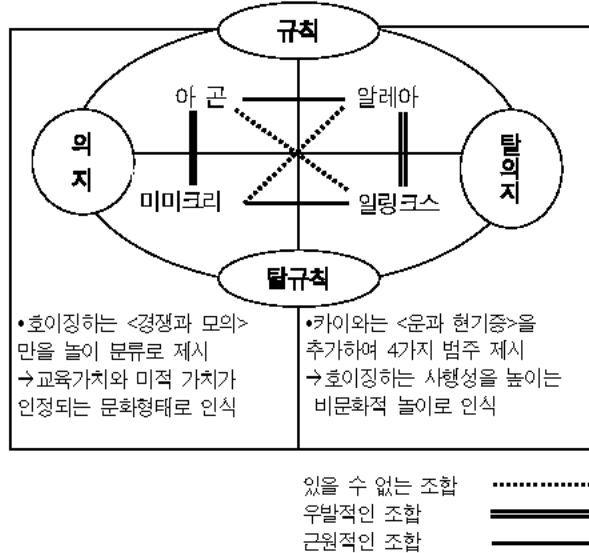 규칙
아 곤 알레아
의
지
탈의지
미미크리 일링크스
탈규칙
•호이징하는 <경쟁과 모의>
만을 놀이 분류로 제시
→교육가치와 미적 가치가
인정되는 문화형태로 인식
•카이와는 <운과 현기증>을
추가하여 4가지 범주 제시
→호이징하는 사행성을 높이는
비문화적 놀이로 인식
있을 수 없는 조합
우발적인 조합
근원적인 조합